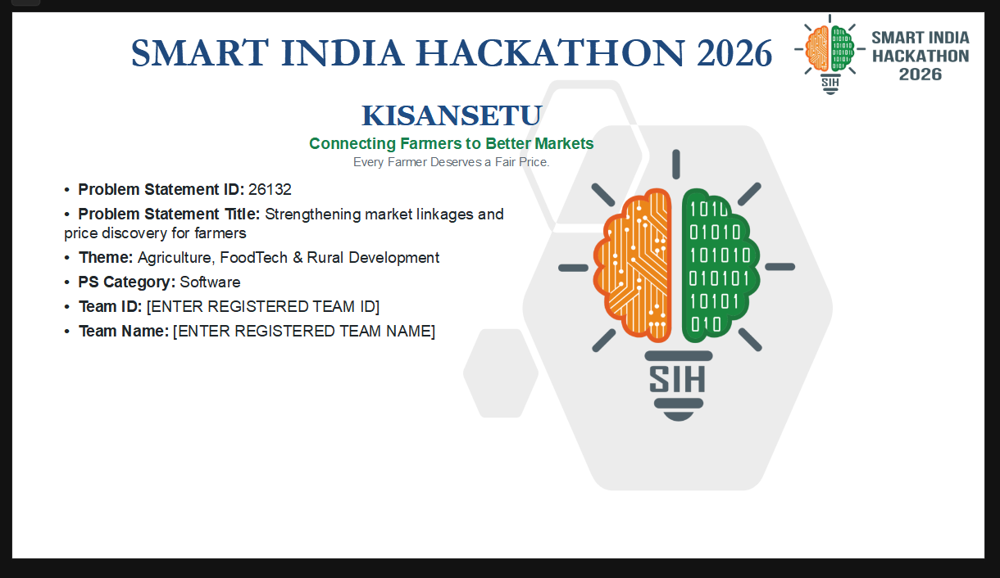 SMART INDIA HACKATHON 2026
SIH
SMART INDIA
HACKATHON
2026
KISANSETU
Connecting Farmers to Better Markets
Every Farmer Deserves a Fair Price.
• Problem Statement ID: 26132
• Problem Statement Title: Strengthening market linkages and
price discovery for farmers
• Theme: Agriculture, FoodTech & Rural Development
• PS Category: Software
• Team ID: [ENTER REGISTERED TEAM ID]
• Team Name: [ENTER REGISTERED TEAM NAME]
01010
101010
010101
10101
010
SIH